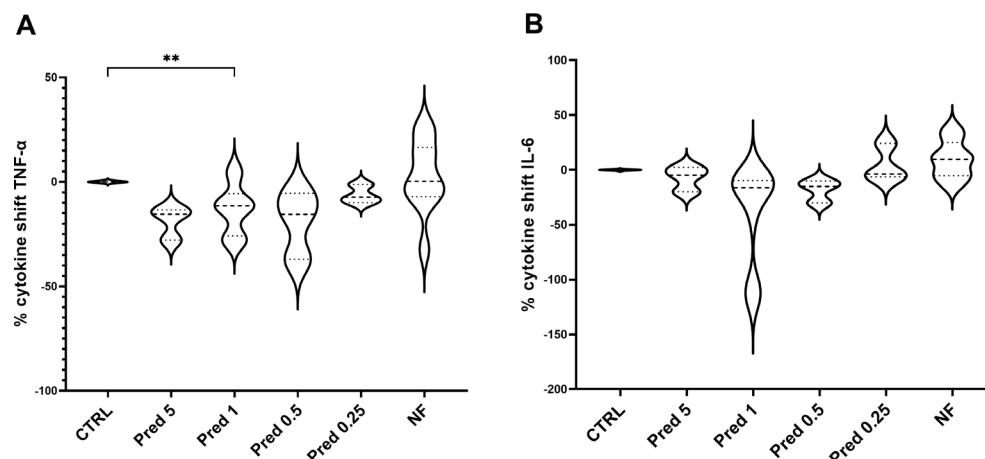 A
**
% cytokine shift TNF-α
50
0
-50
-100
CTRL
Pred 5
Pred 1
Pred 0.5
Pred 0.25
NF
B
% cytokine shift IL-6
100
50
0
-50
-100
-150
-200
CTRL
Pred 5
Pred 1
Pred 0.5
Pred 0.25
NF